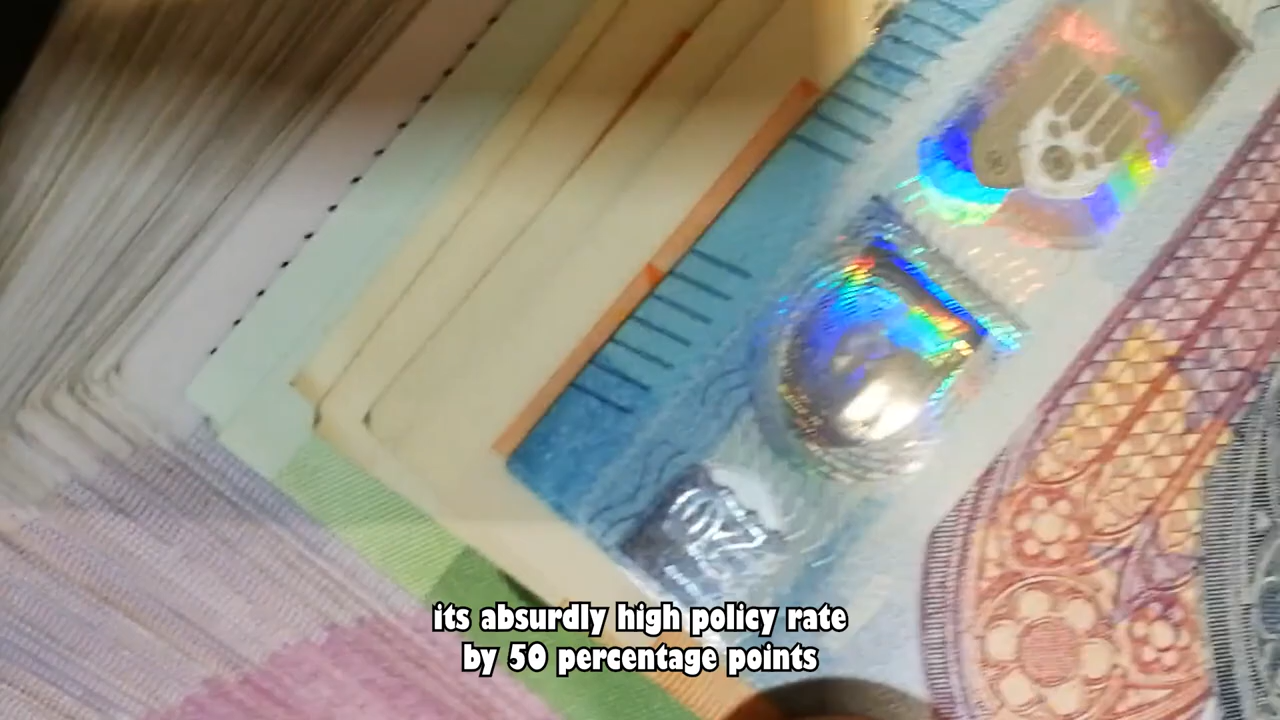 its absurdly high policy rate
by 50 percentage points